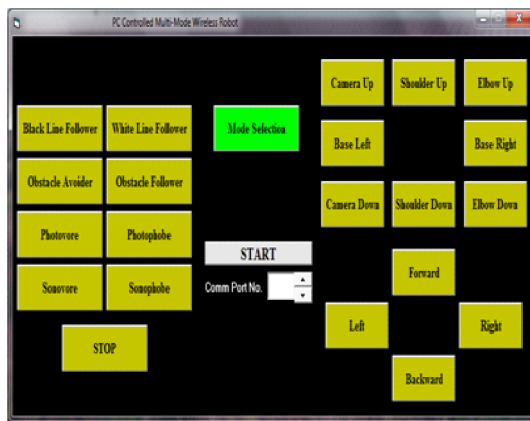 PC Controlled Multi-Mode Wireless Robot
Camera Up Shoulder Up Elbow Up
Black Line Follower White Line Follower Mode Selection
Base Left Base Right
Obstacle Avoider Obstacle Follower
Camera Down Shoulder Down Elbow Down
Photovore Photophobe
START
Forward
Sonovore Sonophobe
Comm Port No.
Left Right
STOP
Backward